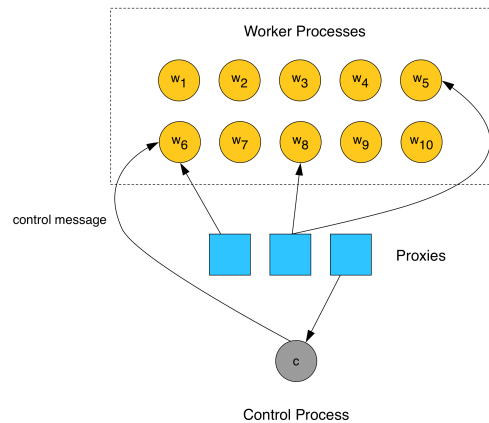 Worker Processes
w1 w2 w3 w4 w5
w6 w7 w8 w9 w10
control message
Proxies
c
Control Process